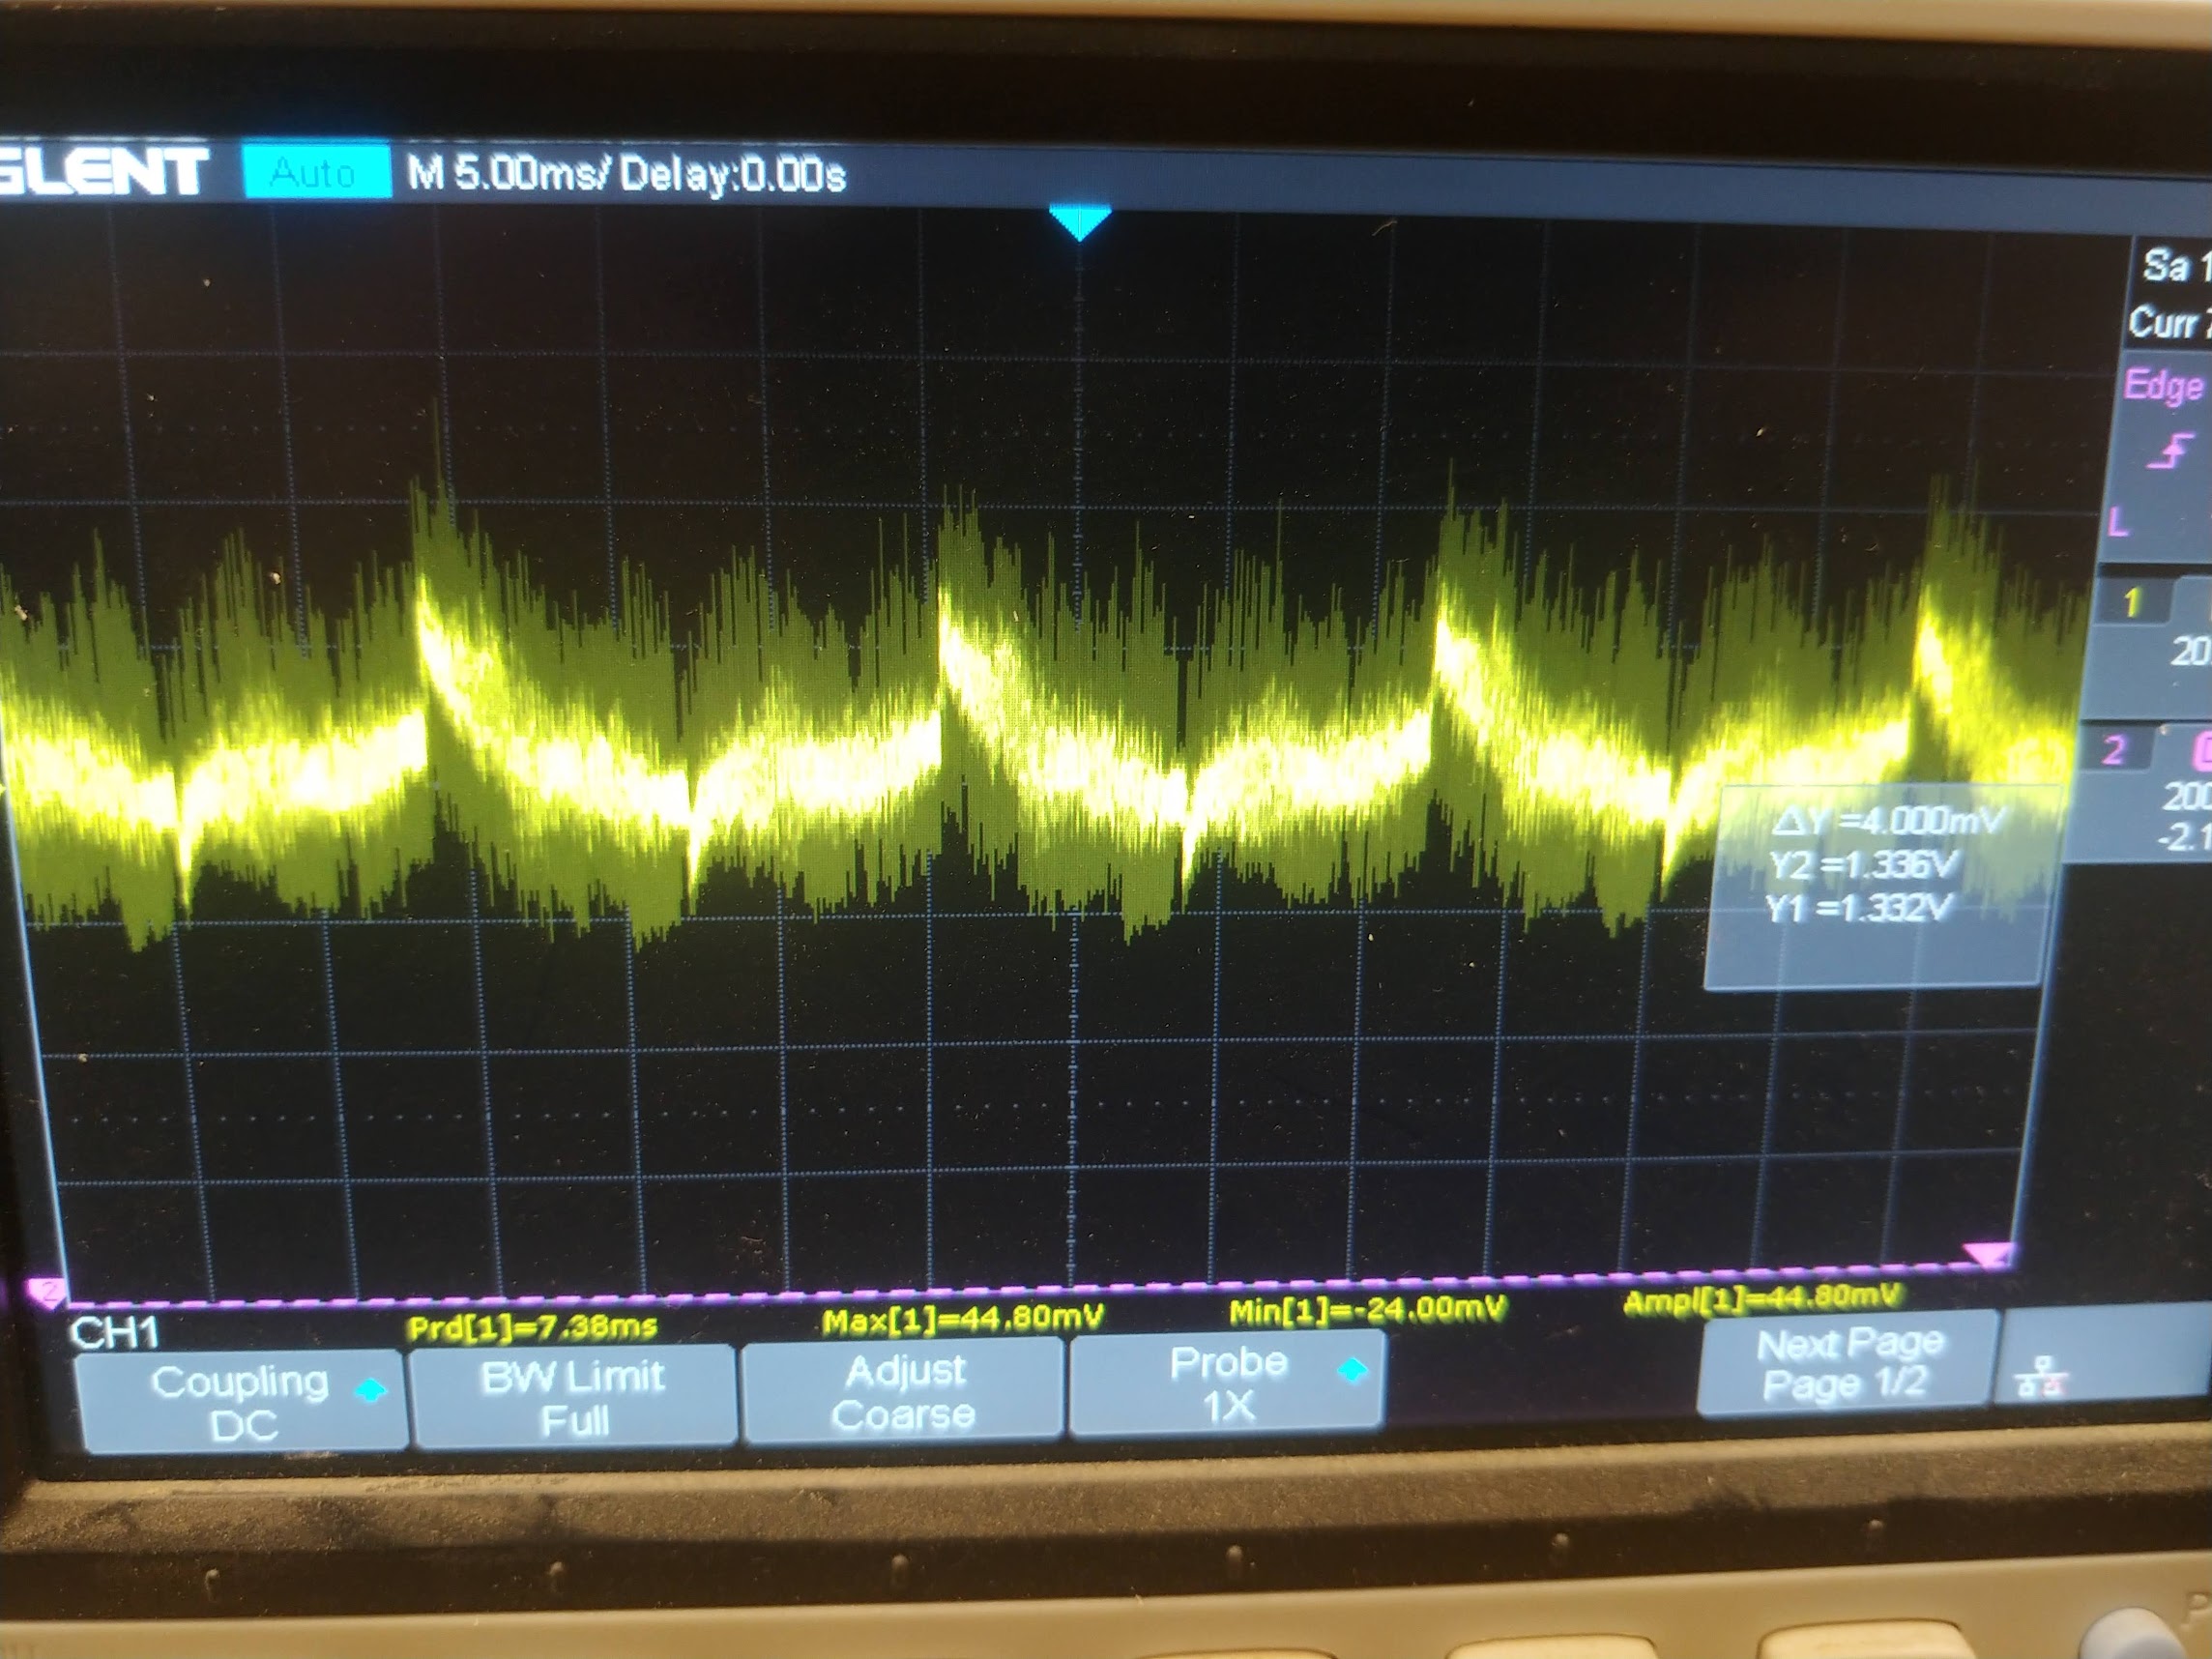 GLENT Auto M 5.00ms/ Delay:0.00s
Sa 1
Curr
Edge
L
1
20
2
200
-2.1
ΔY =4.000mV
Y2 =1.336V
Y1 =1.332V
2
CH1 Prd[1]=7.38ms Max[1]=44.80mV Min[1]=-24.00mV Ampl[1]=44.80mV
Coupling BW Limit Adjust Probe Next Page
DC Full Coarse 1X Page 1/2
P